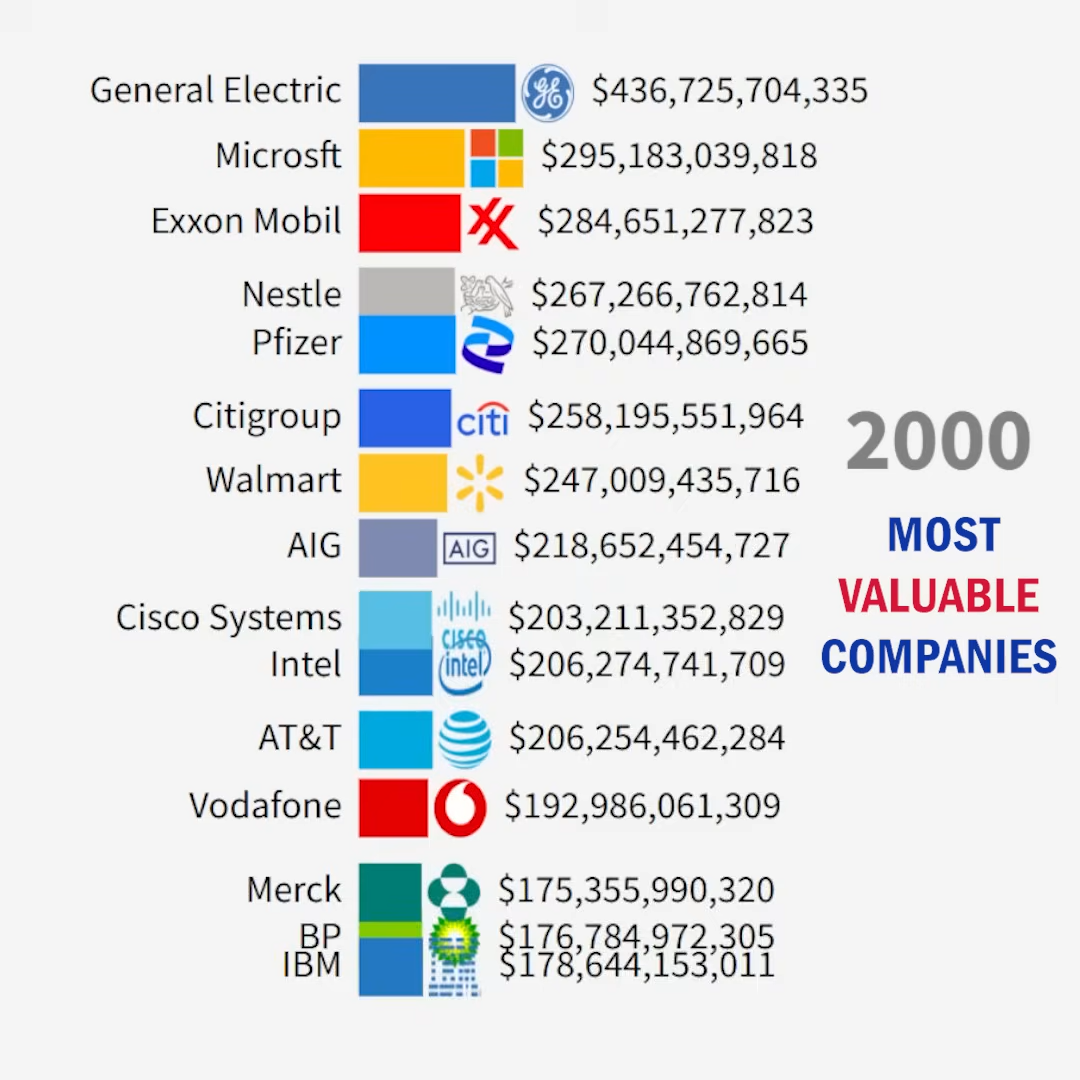 General Electric $436,725,704,335
Microsft $295,183,039,818
Exxon Mobil $284,651,277,823
Nestle $267,266,762,814
Pfizer $270,044,869,665
Citigroup citi $258,195,551,964
Walmart $247,009,435,716
AIG AIG $218,652,454,727
Cisco Systems CISCO $203,211,352,829
Intel intel $206,274,741,709
AT&T $206,254,462,284
Vodafone $192,986,061,309
Merck $175,355,990,320
BP $176,784,972,305
IBM $178,644,153,011
2000
MOST
VALUABLE
COMPANIES